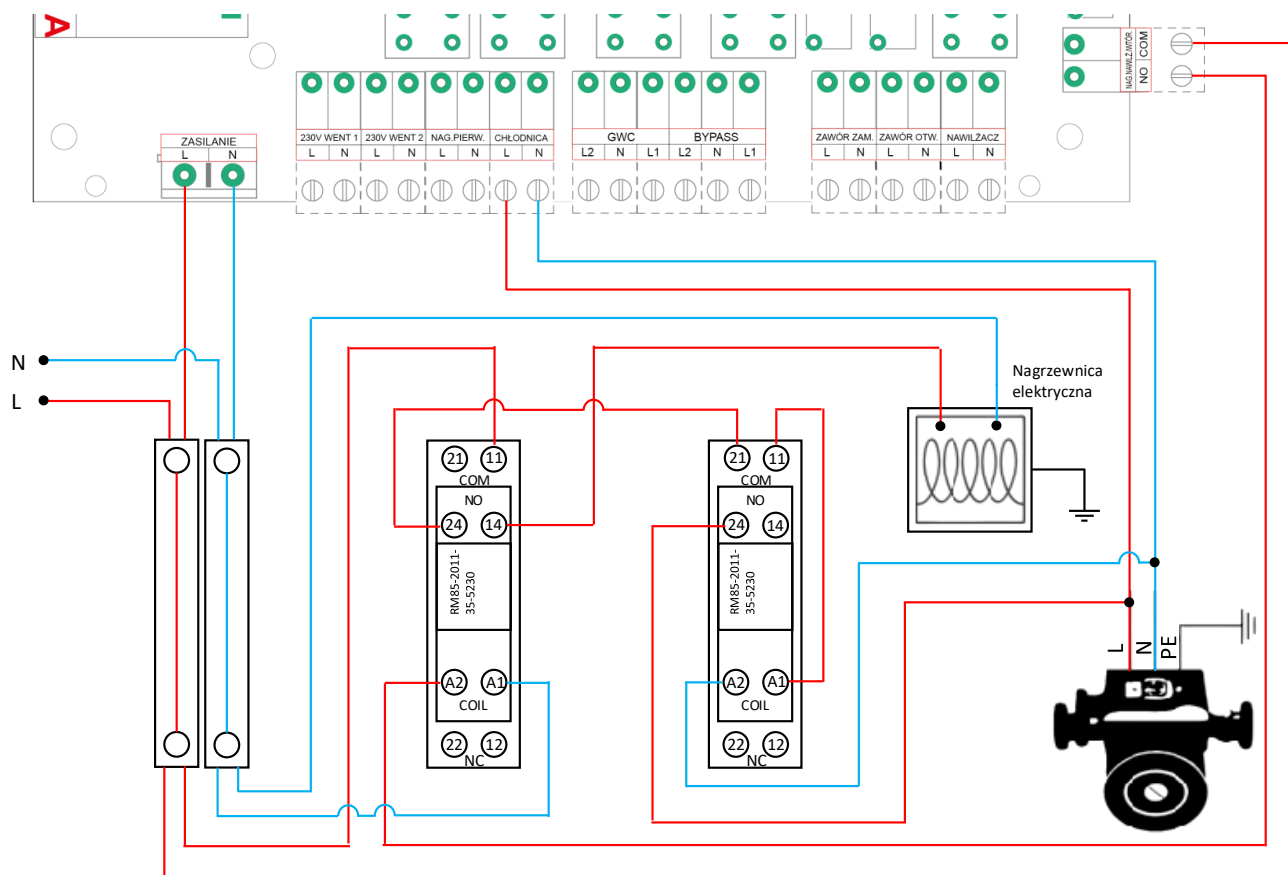 A
ZASILANIE
L N
230V WENT 1 230V WENT 2 NAG.PIERW. CHŁODNICA
L N L N L N L N
GWC BYPASS
L2 N L1 L2 N L1
ZAWÓR ZAM. ZAWÓR OTW. NAWILŻACZ
L N L N L N
NAG.NAWILŻ.WTÓR.
NO COM
N
L
Nagrzewnica
elektryczna
21 11
COM
NO
24 14
RM85-2011-
35-5230
A2 A1
COIL
22 12
NC
21 11
COM
NO
24 14
RM85-2011-
35-5230
A2 A1
COIL
22 12
NC
L
N
PE